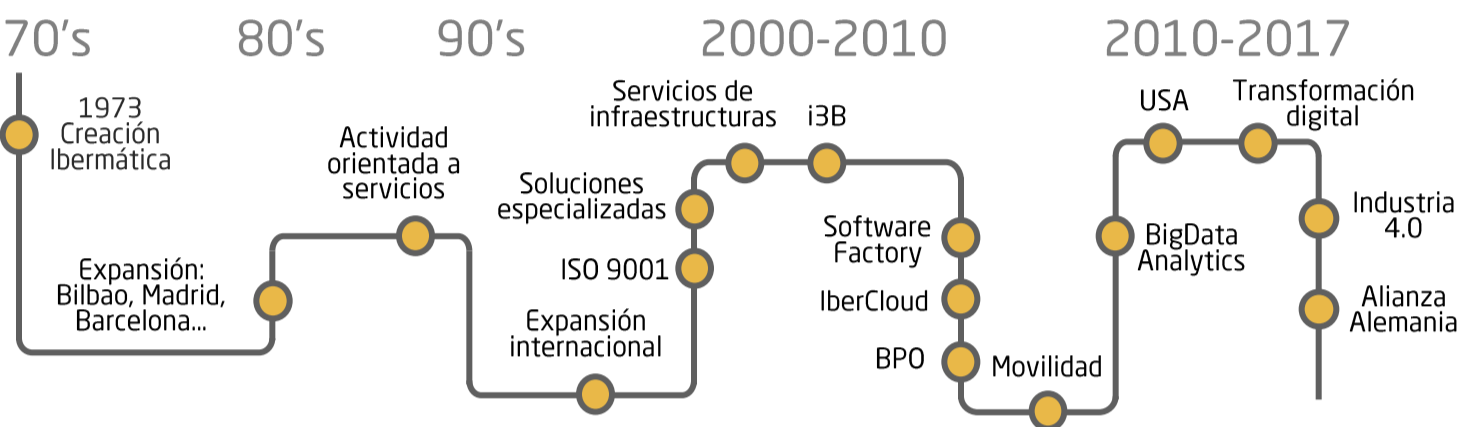 70's
80's
90's
2000-2010
2010-2017
1973
Creación
Ibermática
Expansión:
Bilbao, Madrid,
Barcelona...
Actividad
orientada a
servicios
Expansión
internacional
ISO 9001
Soluciones
especializadas
Servicios de
infraestructuras
i3B
Software
Factory
IberCloud
BPO
Movilidad
BigData
Analytics
USA
Transformación
digital
Industria
4.0
Alianza
Alemania